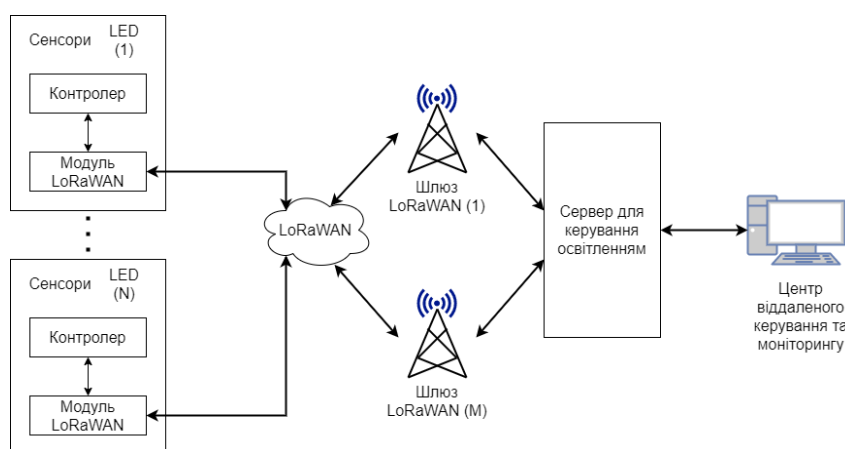 Сенсори LED
(1)
Контролер
Модуль
LoRaWAN
Сенсори LED
(N)
Контролер
Модуль
LoRaWAN
LoRaWAN
Шлюз
LoRaWAN (1)
Шлюз
LoRaWAN (M)
Сервер для
керування
освітленням
Центр
віддаленого
керування та
моніторингу